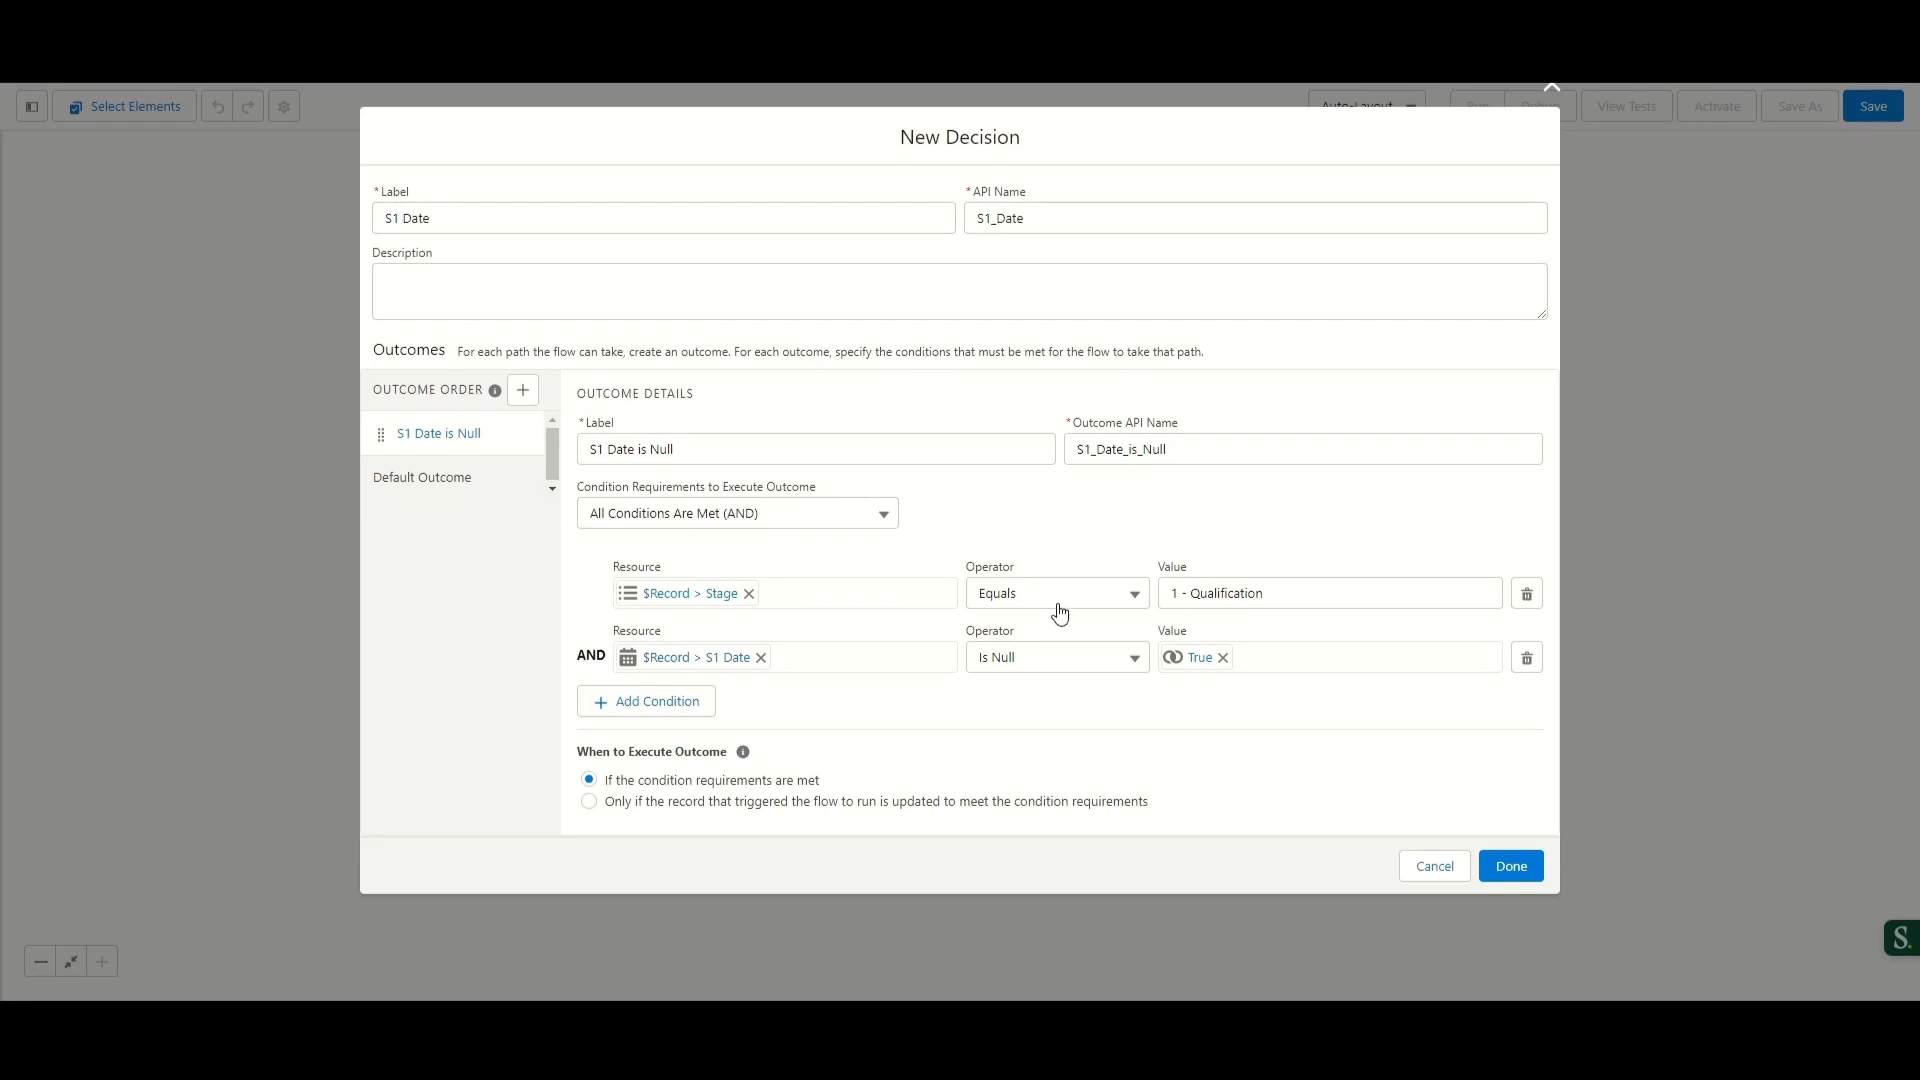 Select Elements
Auto-Layout
Run
Debug
View Tests
Activate
Save As
Save
New Decision
* Label
* API Name
S1 Date
S1_Date
Description
Outcomes For each path the flow can take, create an outcome. For each outcome, specify the conditions that must be met for the flow to take that path.
OUTCOME ORDER
OUTCOME DETAILS
S1 Date is Null
Default Outcome
* Label
* Outcome API Name
S1 Date is Null
S1_Date_is_Null
Condition Requirements to Execute Outcome
All Conditions Are Met (AND)
Resource
Operator
Value
$Record > Stage
Equals
1 - Qualification
Resource
Operator
Value
AND
$Record > S1 Date
Is Null
True
Add Condition
When to Execute Outcome
If the condition requirements are met
Only if the record that triggered the flow to run is updated to meet the condition requirements
Cancel
Done
S.